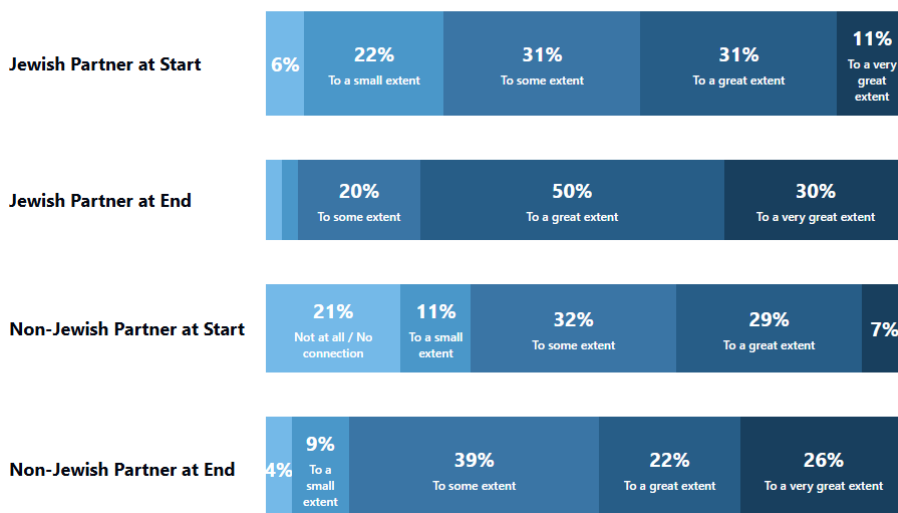 Jewish Partner at Start
6%
22%
To a small extent
31%
To some extent
31%
To a great extent
11%
To a very
great
extent
Jewish Partner at End
20%
To some extent
50%
To a great extent
30%
To a very great extent
Non-Jewish Partner at Start
21%
Not at all / No
connection
11%
To a small
extent
32%
To some extent
29%
To a great extent
7%
Non-Jewish Partner at End
4%
9%
To a
small
extent
39%
To some extent
22%
To a great extent
26%
To a very great extent